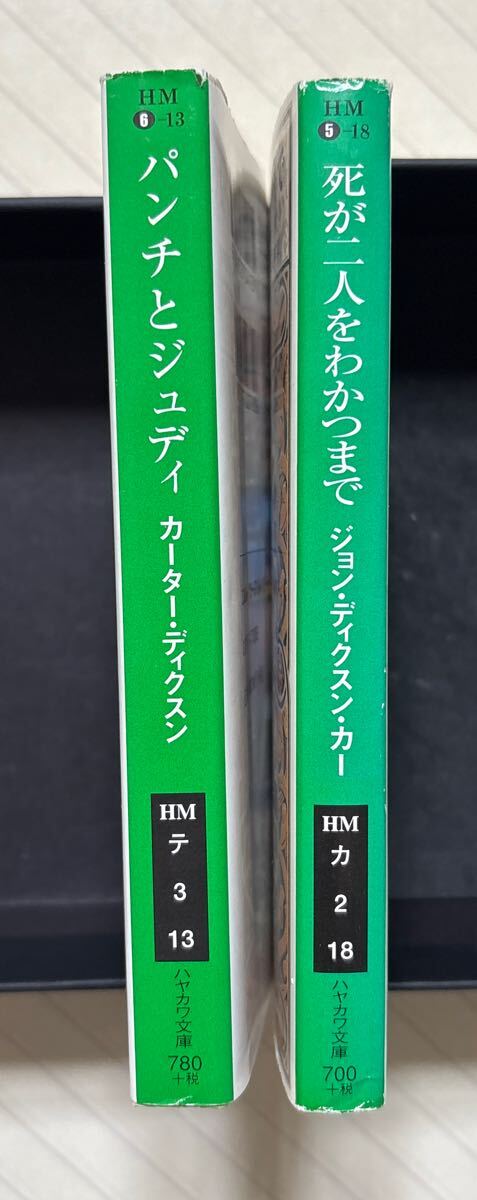 HM
6-13
パンチとジュディ
カーター・ディクスン
HM
テ
3
13
ハヤカワ文庫
780
+税
HM
5-18
死が二人をわかつまで
ジョン・ディクスン・カー
HM
カ
2
18
ハヤカワ文庫
700
+税